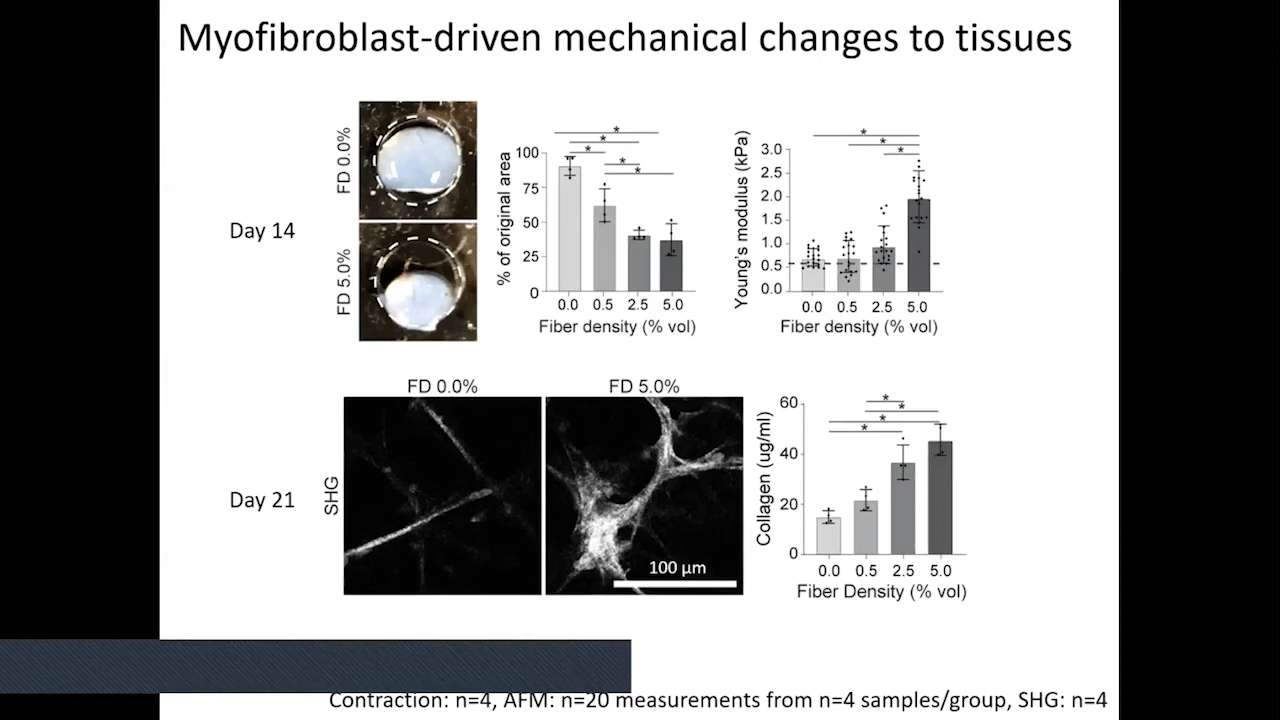 Myofibroblast-driven mechanical changes to tissues
Day 14
FD 0.0%
FD 5.0%
% of original area
100
75
50
25
0
*
*
*
*
*
0.0 0.5 2.5 5.0
Fiber density (% vol)
Young's modulus (kPa)
3.0
2.5
2.0
1.5
1.0
0.5
0.0
*
*
*
0.0 0.5 2.5 5.0
Fiber density (% vol)
Day 21
SHG
FD 0.0%
FD 5.0%
100 µm
Collagen (ug/ml)
60
40
20
0
*
*
*
*
0.0 0.5 2.5 5.0
Fiber Density (% vol)
Contraction: n=4, AFM: n=20 measurements from n=4 samples/group, SHG: n=4